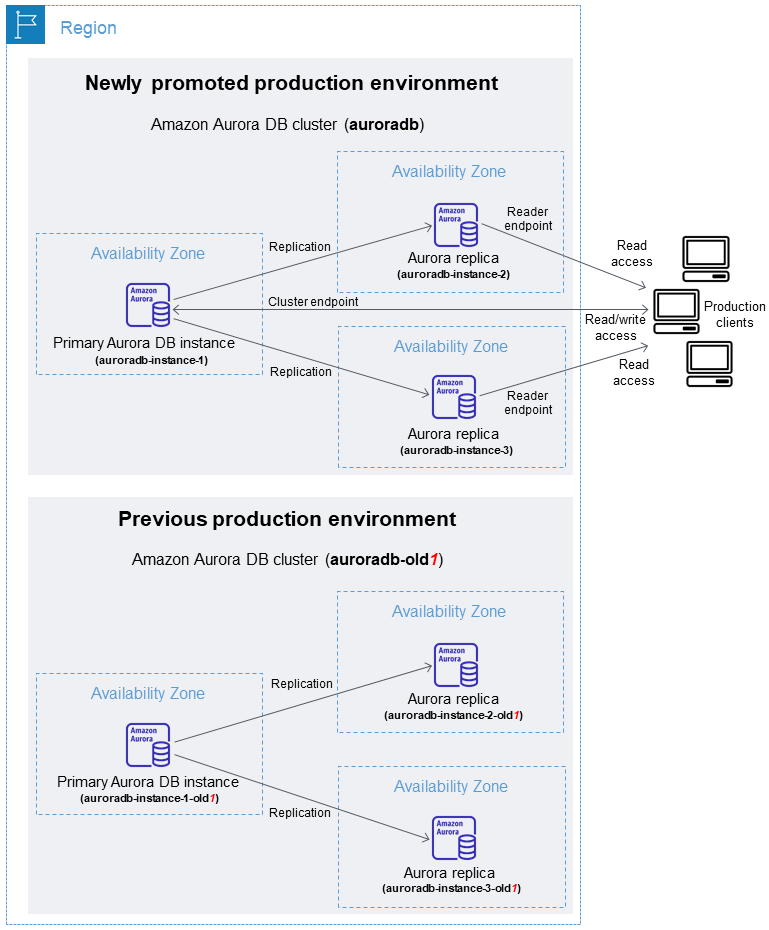 Region
Newly promoted production environment
Amazon Aurora DB cluster (auroradb)
Availability Zone
Amazon
Aurora
Aurora replica
(auroradb-instance-2)
Reader
endpoint
Replication
Availability Zone
Amazon
Aurora
Primary Aurora DB instance
(auroradb-instance-1)
Cluster endpoint
Read
access
Read/write
access
Read
access
Production
clients
Replication
Availability Zone
Amazon
Aurora
Aurora replica
(auroradb-instance-3)
Reader
endpoint
Previous production environment
Amazon Aurora DB cluster (auroradb-old1)
Availability Zone
Amazon
Aurora
Aurora replica
(auroradb-instance-2-old1)
Replication
Availability Zone
Amazon
Aurora
Primary Aurora DB instance
(auroradb-instance-1-old1)
Replication
Availability Zone
Amazon
Aurora
Aurora replica
(auroradb-instance-3-old1)